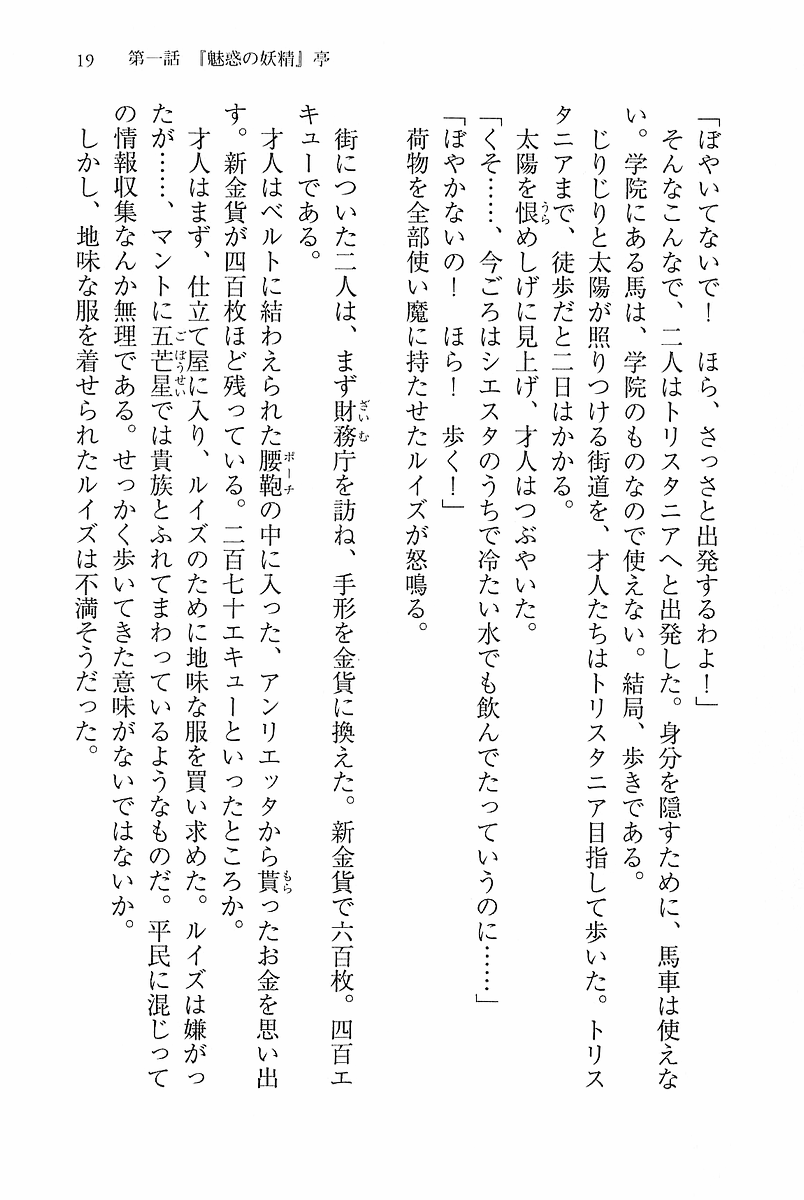 19　第一話　『魅惑の妖精』亭
「ぼやいてないで！　ほら、さっさと出発するわよ！」
　そんなこんなで、二人はトリスタニアへと出発した。身分を隠すために、馬車は使えな
い。学院にある馬は、学院のものなので使えない。結局、歩きである。
　じりじりと太陽が照りつける街道を、才人たちはトリスタニア目指して歩いた。トリス
タニアまで、徒歩だと二日はかかる。
　太陽を恨めしげに見上げ、才人はつぶやいた。
「くそ……、今ごろはシエスタのうちで冷たい水でも飲んでたっていうのに……」
「ぼやかないの！　ほら！　歩く！」
　荷物を全部使い魔に持たせたルイズが怒鳴る。
　街についた二人は、まず財務庁を訪ね、手形を金貨に換えた。新金貨で六百枚。四百エ
キューである。
　才人はベルトに結わえられた腰鞄の中に入った、アンリエッタから貰ったお金を思い出
す。新金貨が四百枚ほど残っている。二百七十エキューといったところか。
　才人はまず、仕立て屋に入り、ルイズのために地味な服を買い求めた。ルイズは嫌がっ
たが……、マントに五芒星では貴族とふれてまわっているようなものだ。平民に混じって
の情報収集なんか無理である。せっかく歩いてきた意味がないではないか。
　しかし、地味な服を着せられたルイズは不満そうだった。